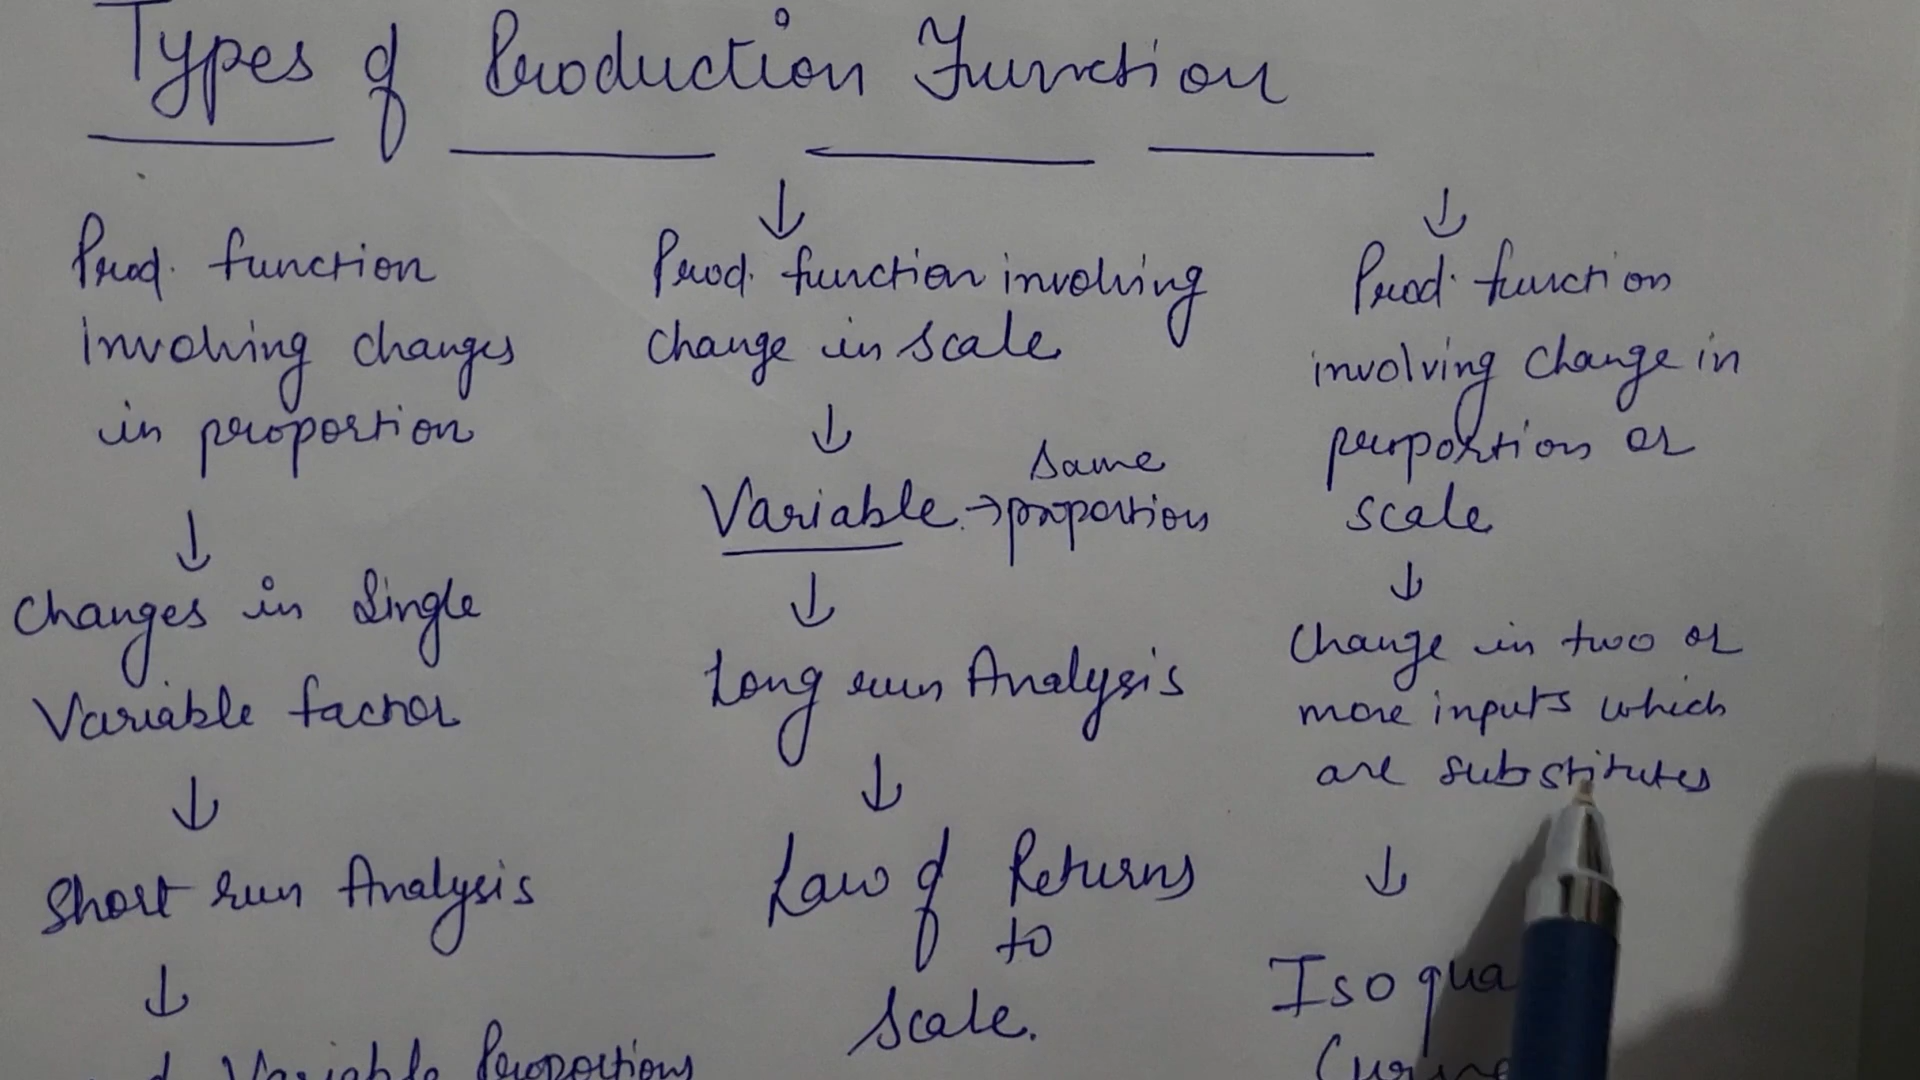 Types of Production Function
Prod. function
Involving changes
in proportion
Changes in Single
Variable factor
Short run Analysis
Variable Proportions
Prod. function involving
change in scale
Variable → same
proportion
Long run Analysis
Law of Returns
to
Scale.
Prod. function
involving change in
proportion or
scale
Change in two or
more inputs which
are substitutes